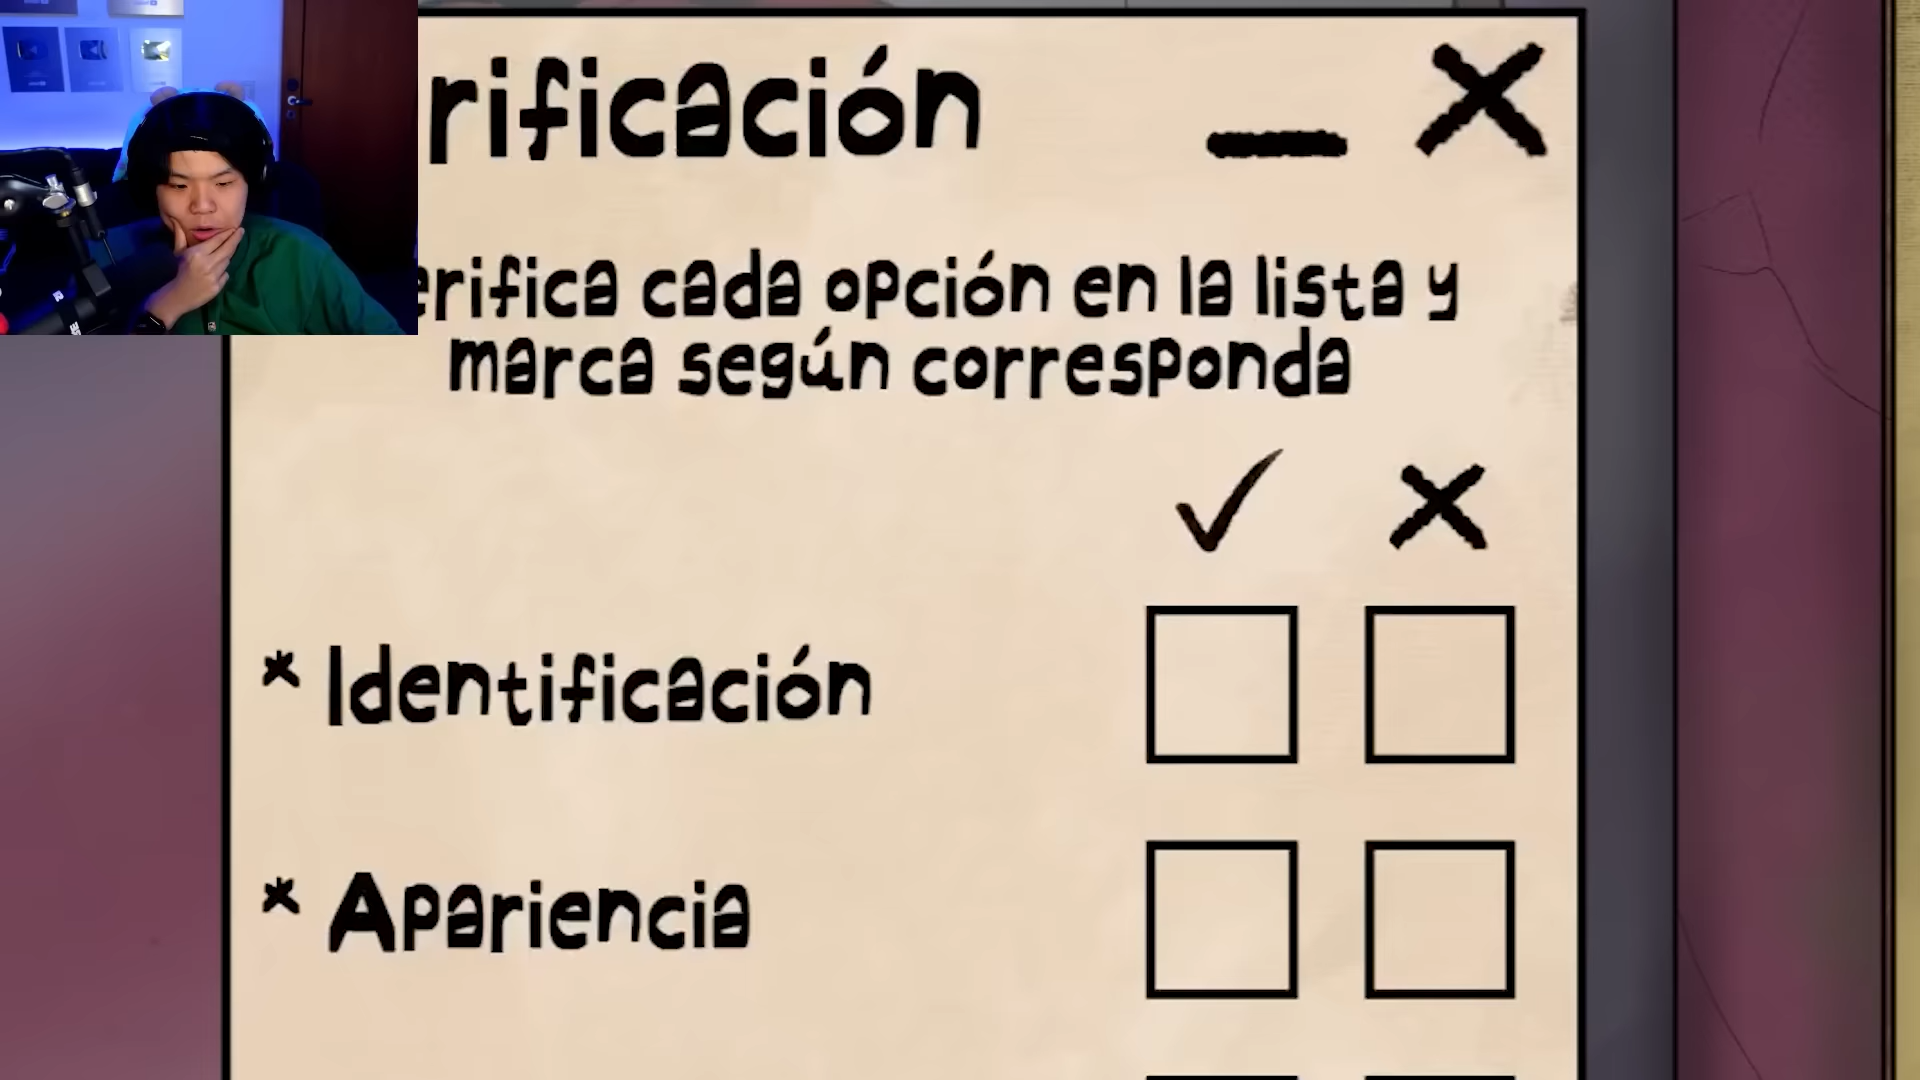 rificación
erifica cada opción en la lista y
marca según corresponda
* Identificación
* Apariencia